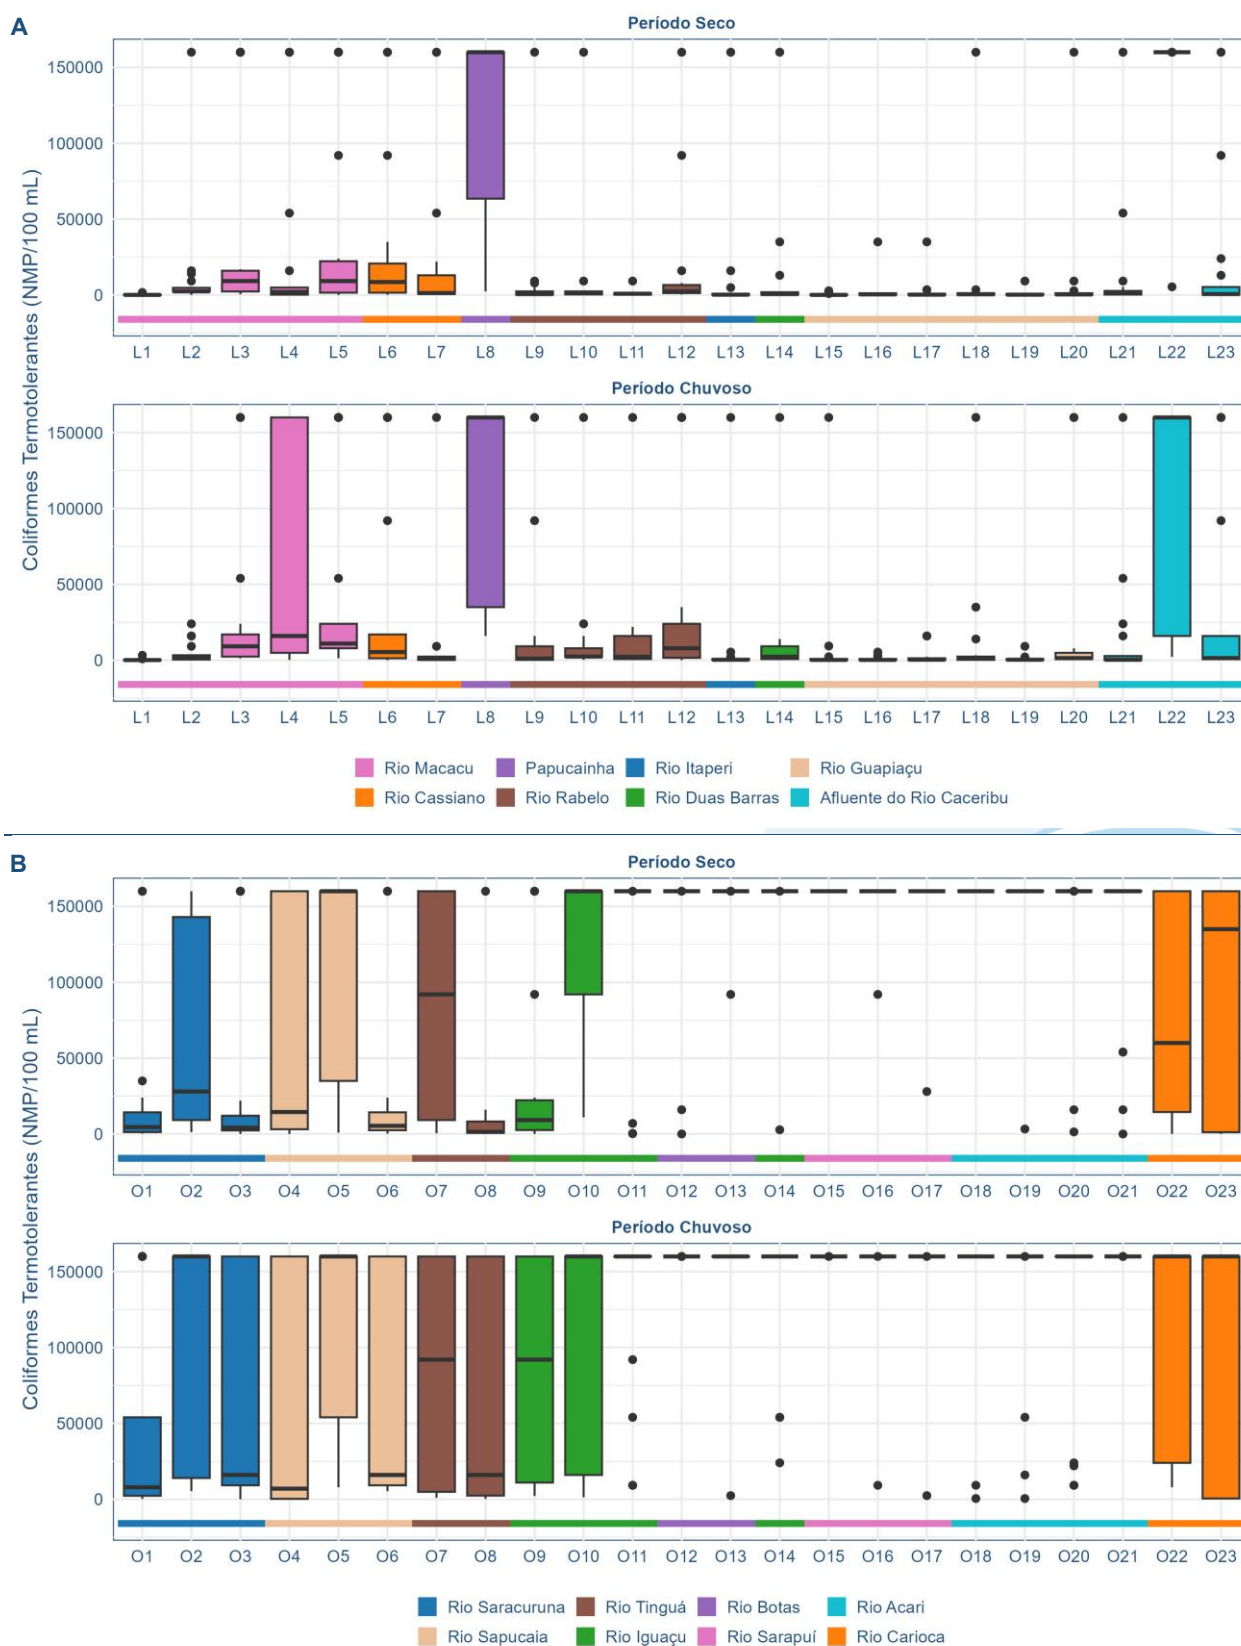 A
Período Seco
Coliformes Termotolerantes (NMP/100 mL)
150000
100000
50000
0
L1 L2 L3 L4 L5 L6 L7 L8 L9 L10 L11 L12 L13 L14 L15 L16 L17 L18 L19 L20 L21 L22 L23
Período Chuvoso
150000
100000
50000
0
L1 L2 L3 L4 L5 L6 L7 L8 L9 L10 L11 L12 L13 L14 L15 L16 L17 L18 L19 L20 L21 L22 L23
Rio Macacu Papucainha Rio Itaperi Rio Guapiaçu
Rio Cassiano Rio Rabelo Rio Duas Barras Afluente do Rio Caceribu
B
Período Seco
Coliformes Termotolerantes (NMP/100 mL)
150000
100000
50000
0
O1 O2 O3 O4 O5 O6 O7 O8 O9 O10 O11 O12 O13 O14 O15 O16 O17 O18 O19 O20 O21 O22 O23
Período Chuvoso
150000
100000
50000
0
O1 O2 O3 O4 O5 O6 O7 O8 O9 O10 O11 O12 O13 O14 O15 O16 O17 O18 O19 O20 O21 O22 O23
Rio Saracuruna Rio Tinguá Rio Botas Rio Acari
Rio Sapucaia Rio Iguaçu Rio Sarapuí Rio Carioca